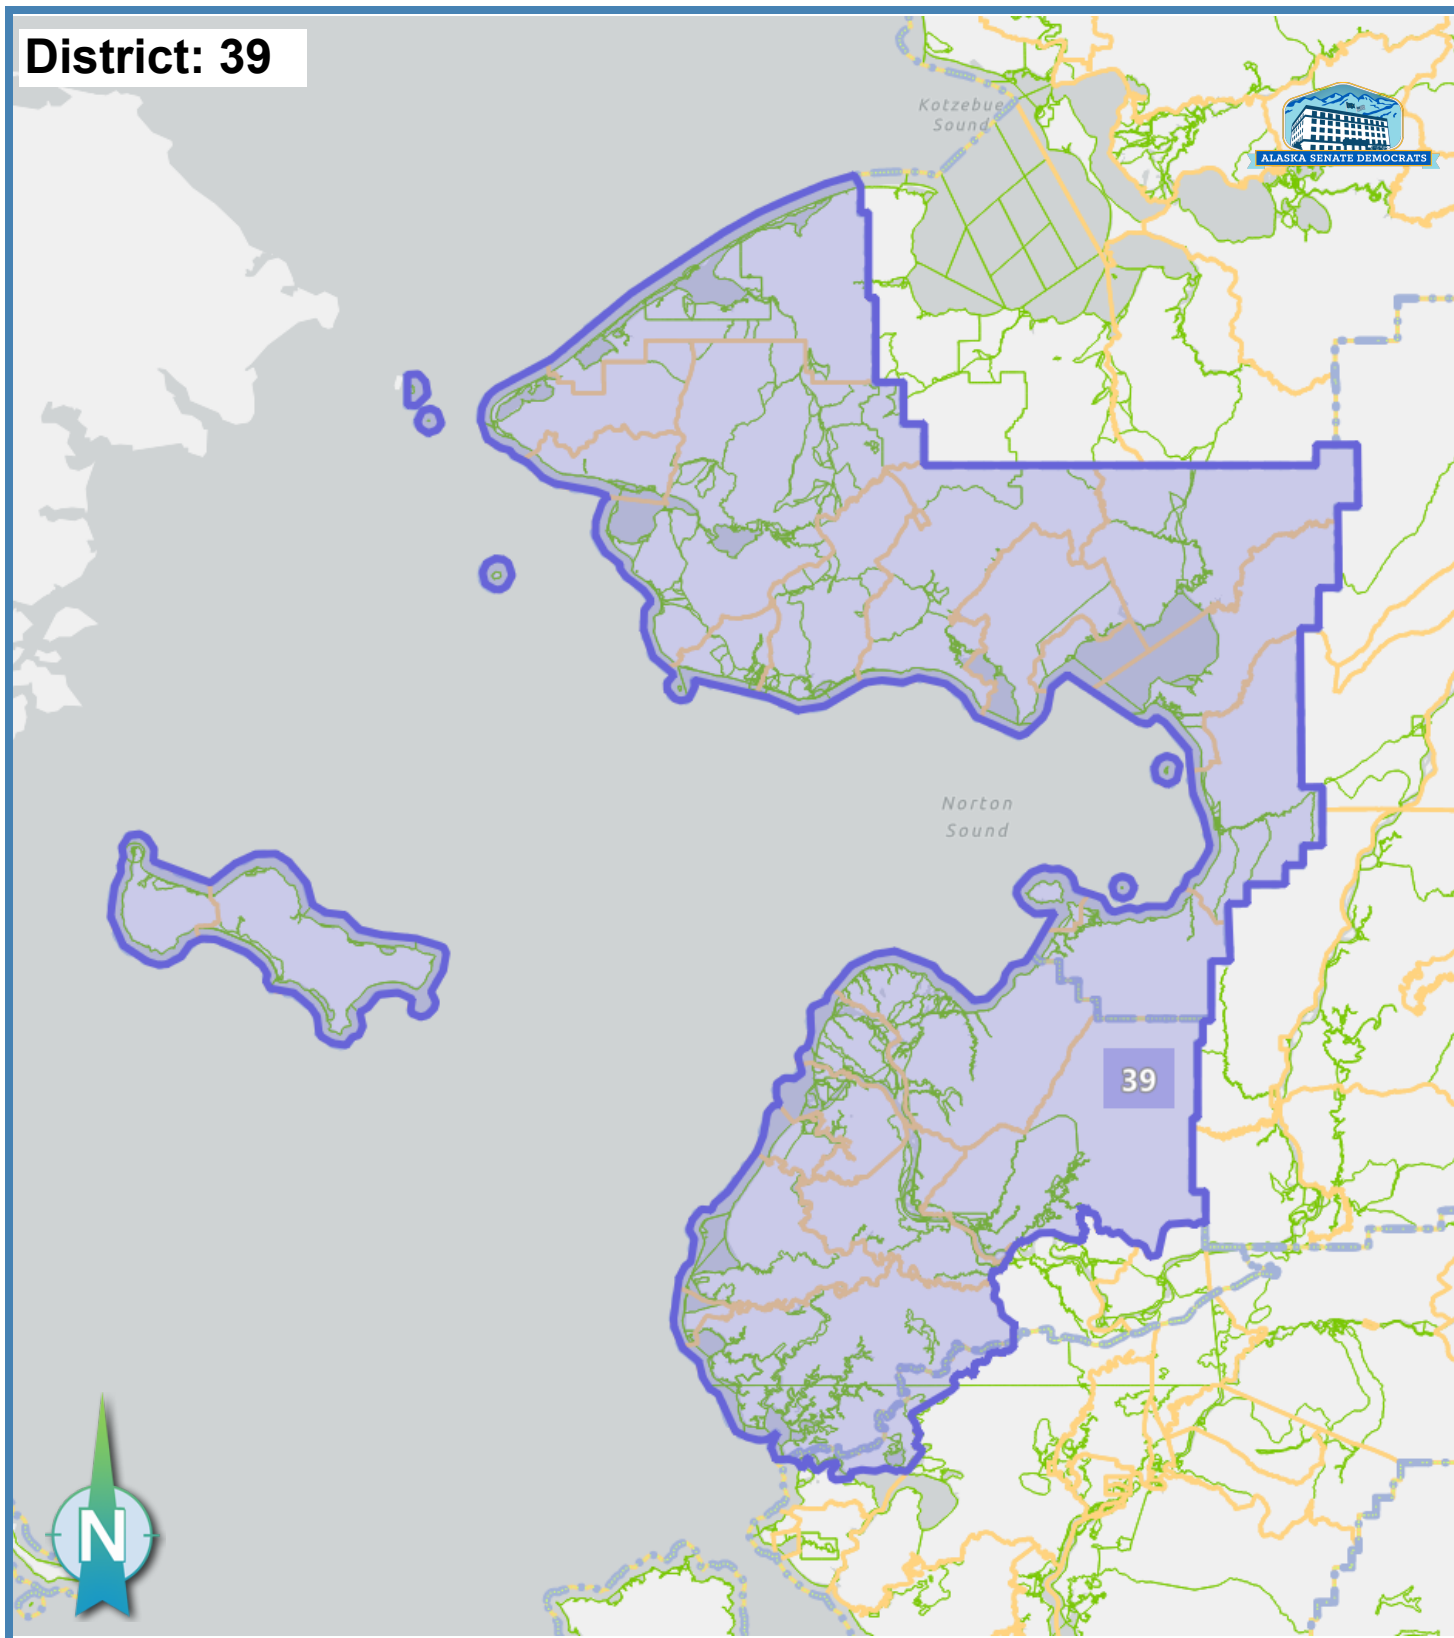 District: 39
Kotzebue
Sound
ALASKA SENATE DEMOCRATS
Norton
Sound
39
N